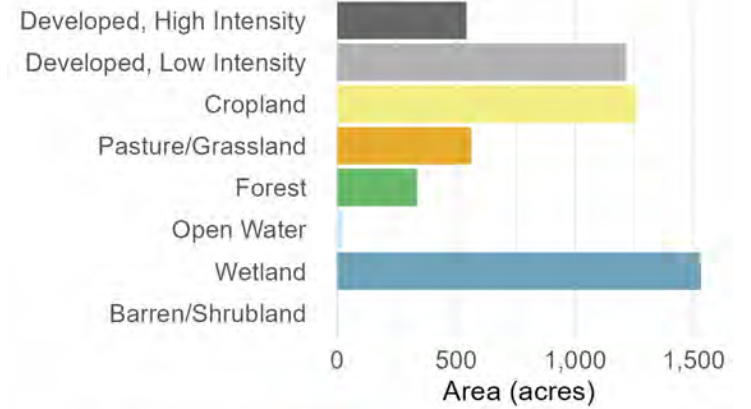 Developed, High Intensity
Developed, Low Intensity
Cropland
Pasture/Grassland
Forest
Open Water
Wetland
Barren/Shrubland
0 500 1,000 1,500
Area (acres)